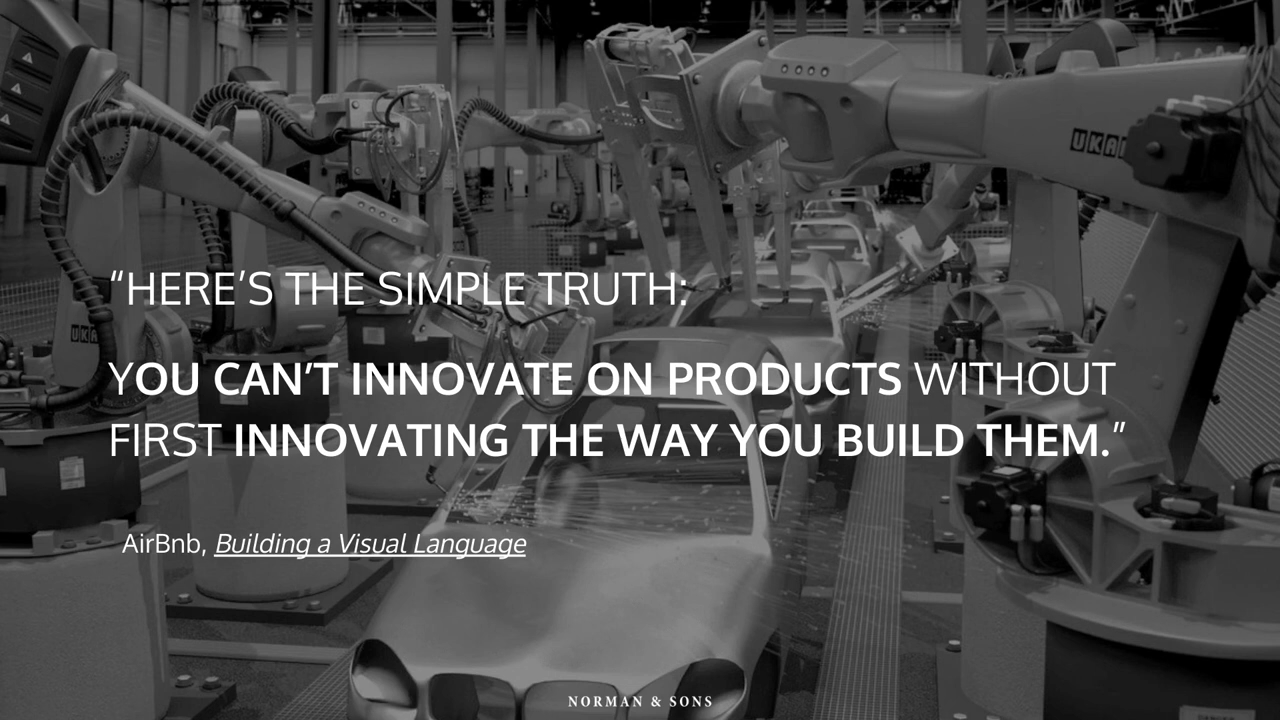 “HERE’S THE SIMPLE TRUTH:
YOU CAN’T INNOVATE ON PRODUCTS WITHOUT
FIRST INNOVATING THE WAY YOU BUILD THEM.”
AirBnb, Building a Visual Language
NORMAN & SONS